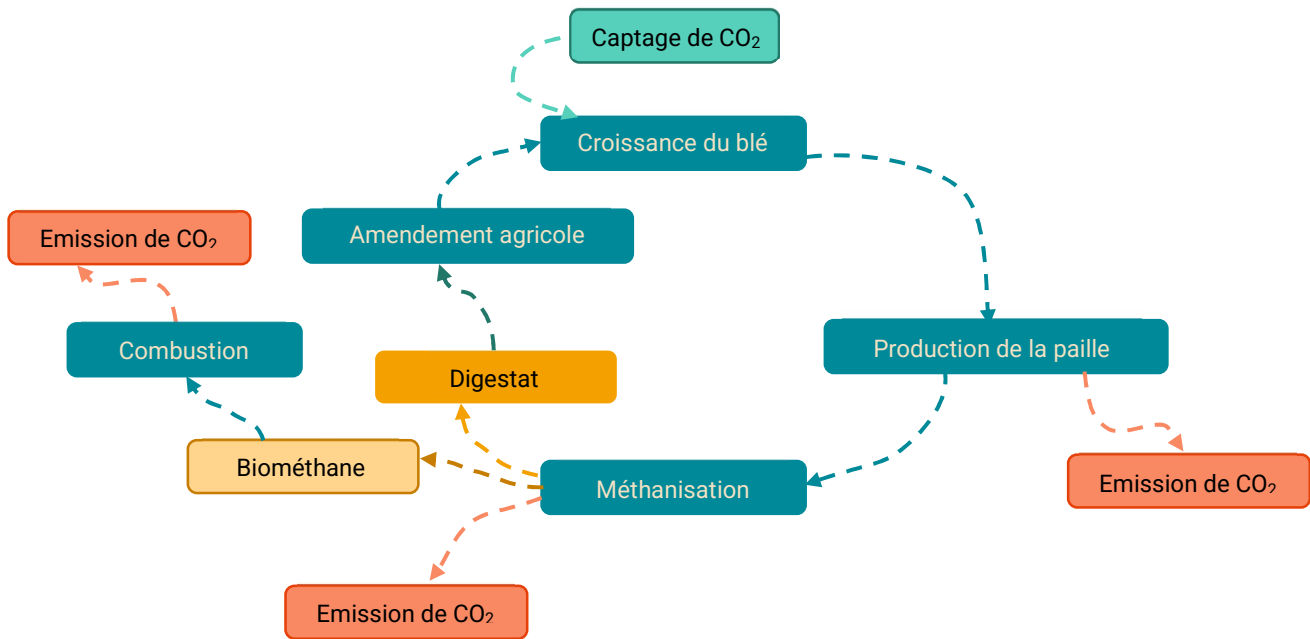 Captage de CO₂
Croissance du blé
Emission de CO₂
Amendement agricole
Combustion
Production de la paille
Digestat
Biométhane
Méthanisation
Emission de CO₂
Emission de CO₂